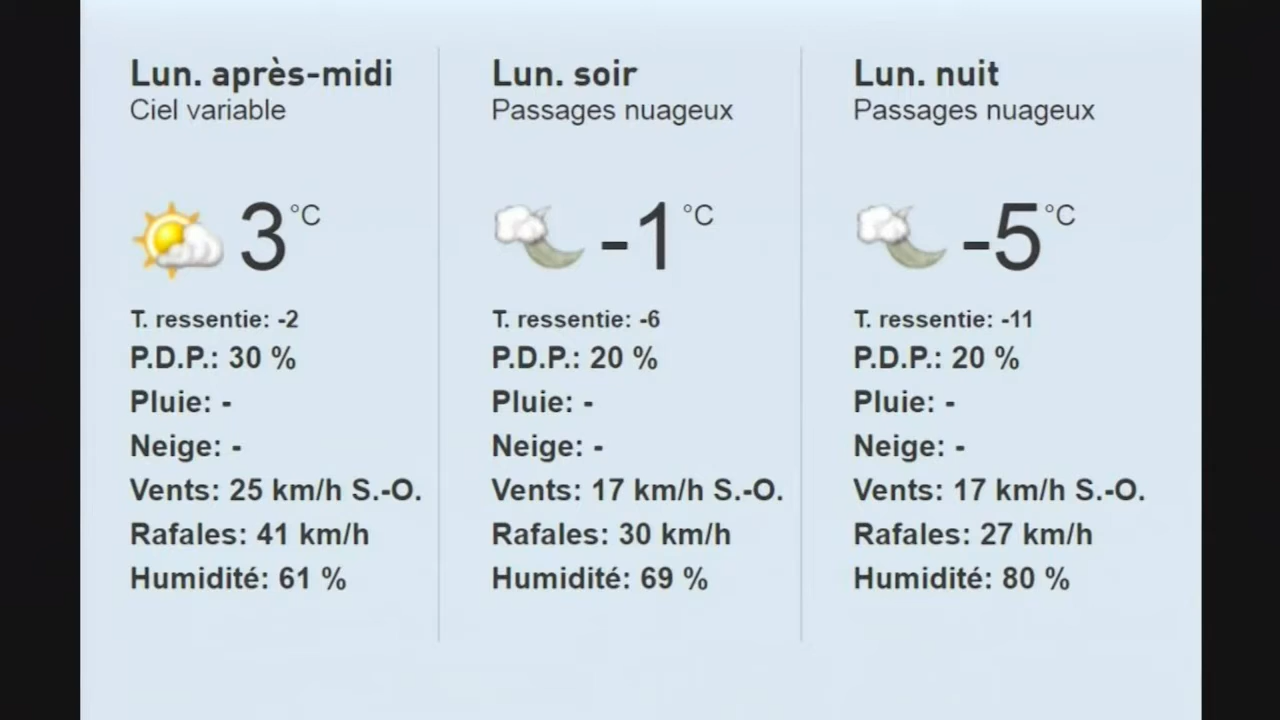 Lun. après-midi
Ciel variable
3 °C
T. ressentie: -2
P.D.P.: 30 %
Pluie: -
Neige: -
Vents: 25 km/h S.-O.
Rafales: 41 km/h
Humidité: 61 %
Lun. soir
Passages nuageux
-1 °C
T. ressentie: -6
P.D.P.: 20 %
Pluie: -
Neige: -
Vents: 17 km/h S.-O.
Rafales: 30 km/h
Humidité: 69 %
Lun. nuit
Passages nuageux
-5 °C
T. ressentie: -11
P.D.P.: 20 %
Pluie: -
Neige: -
Vents: 17 km/h S.-O.
Rafales: 27 km/h
Humidité: 80 %